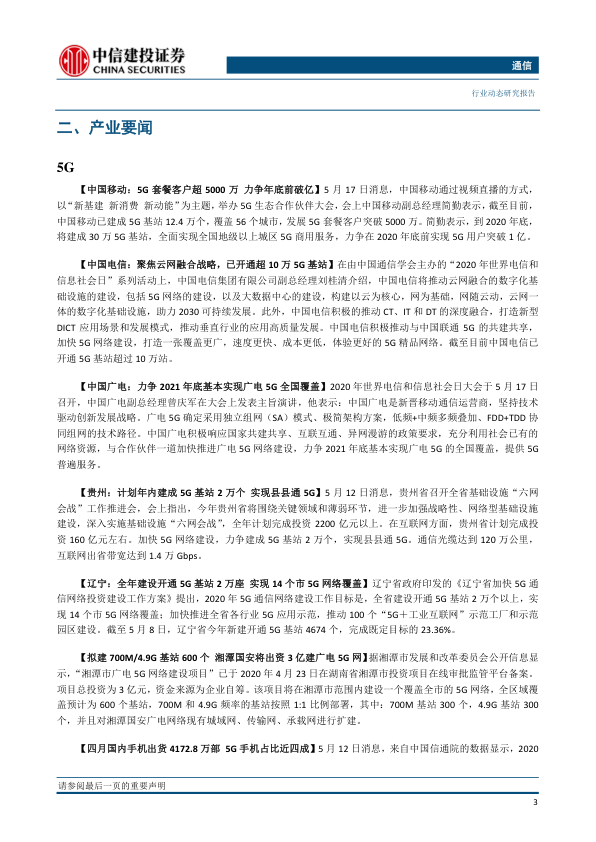 中信建投证券
CHINA SECURITIES
通信
行业动态研究报告
二、产业要闻
5G
【中国移动：5G 套餐客户超 5000 万 力争年底前破亿】5 月 17 日消息，中国移动通过视频直播的方式，
以“新基建 新消费 新动能”为主题，举办 5G 生态合作伙伴大会，会上中国移动副总经理简勤表示，截至目前，
中国移动已建成 5G 基站 12.4 万个，覆盖 56 个城市，发展 5G 套餐客户突破 5000 万。简勤表示，到 2020 年底，
将建成 30 万 5G 基站，全面实现全国地级以上城区 5G 商用服务，力争在 2020 年底前实现 5G 用户突破 1 亿。
【中国电信：聚焦云网融合战略，已开通超 10 万 5G 基站】在由中国通信学会主办的“2020 年世界电信和
信息社会日”系列活动上，中国电信集团有限公司副总经理刘桂清介绍，中国电信将推动云网融合的数字化基
础设施的建设，包括 5G 网络的建设，以及大数据中心的建设，构建以云为核心，网为基础，网随云动，云网一
体的数字化基础设施，助力 2030 可持续发展。此外，中国电信积极的推动 CT、IT 和 DT 的深度融合，打造新型
DICT 应用场景和发展模式，推动垂直行业的应用高质量发展。中国电信积极推动与中国联通 5G 的共建共享，
加快 5G 网络建设，打造一张覆盖更广，速度更快、成本更低，体验更好的 5G 精品网络。截至目前中国电信已
开通 5G 基站超过 10 万站。
【中国广电：力争 2021 年底基本实现广电 5G 全国覆盖】2020 年世界电信和信息社会日大会于 5 月 17 日
召开，中国广电副总经理曾庆军在大会上发表主旨演讲，他表示：中国广电是新晋移动通信运营商，坚持技术
驱动创新发展战略。广电 5G 确定采用独立组网（SA）模式、极简架构方案，低频+中频多频叠加、FDD+TDD 协
同组网的技术路径。中国广电积极响应国家共建共享、互联互通、异网漫游的政策要求，充分利用社会已有的
网络资源，与合作伙伴一道加快推进广电 5G 网络建设，力争 2021 年底基本实现广电 5G 的全国覆盖，提供 5G
普遍服务。
【贵州：计划年内建成 5G 基站 2 万个 实现县县通 5G】5 月 12 日消息，贵州省召开全省基础设施“六网
会战”工作推进会，会上指出，今年贵州省将围绕关键领域和薄弱环节，进一步加强战略性、网络型基础设施
建设，深入实施基础设施“六网会战”，全年计划完成投资 2200 亿元以上。在互联网方面，贵州省计划完成投
资 160 亿元左右。加快 5G 网络建设，力争建成 5G 基站 2 万个，实现县县通 5G。通信光缆达到 120 万公里，
互联网出省带宽达到 1.4 万 Gbps。
【辽宁：全年建设开通 5G 基站 2 万座 实现 14 个市 5G 网络覆盖】辽宁省政府印发的《辽宁省加快 5G 通
信网络投资建设工作方案》提出，2020 年 5G 通信网络建设工作目标是，全省建设开通 5G 基站 2 万个以上，实
现 14 个市 5G 网络覆盖；加快推进全省各行业 5G 应用示范，推动 100 个“5G＋工业互联网”示范工厂和示范
园区建设。截至 5 月 8 日，辽宁省今年新建开通 5G 基站 4674 个，完成既定目标的 23.36%。
【拟建 700M/4.9G 基站 600 个 湘潭国安将出资 3 亿建广电 5G 网】据湘潭市发展和改革委员会公开信息显
示，“湘潭市广电 5G 网络建设项目”已于 2020 年 4 月 23 日在湖南省湘潭市投资项目在线审批监管平台备案。
项目总投资为 3 亿元，资金来源为企业自筹。该项目将在湘潭市范围内建设一个覆盖全市的 5G 网络，全区域覆
盖预计为 600 个基站，700M 和 4.9G 频率的基站按照 1:1 比例部署，其中：700M 基站 300 个，4.9G 基站 300
个，并且对湘潭国安广电网络现有城域网、传输网、承载网进行扩建。
【四月国内手机出货 4172.8 万部 5G 手机占比近四成】5 月 12 日消息，来自中国信通院的数据显示，2020
请参阅最后一页的重要声明
3